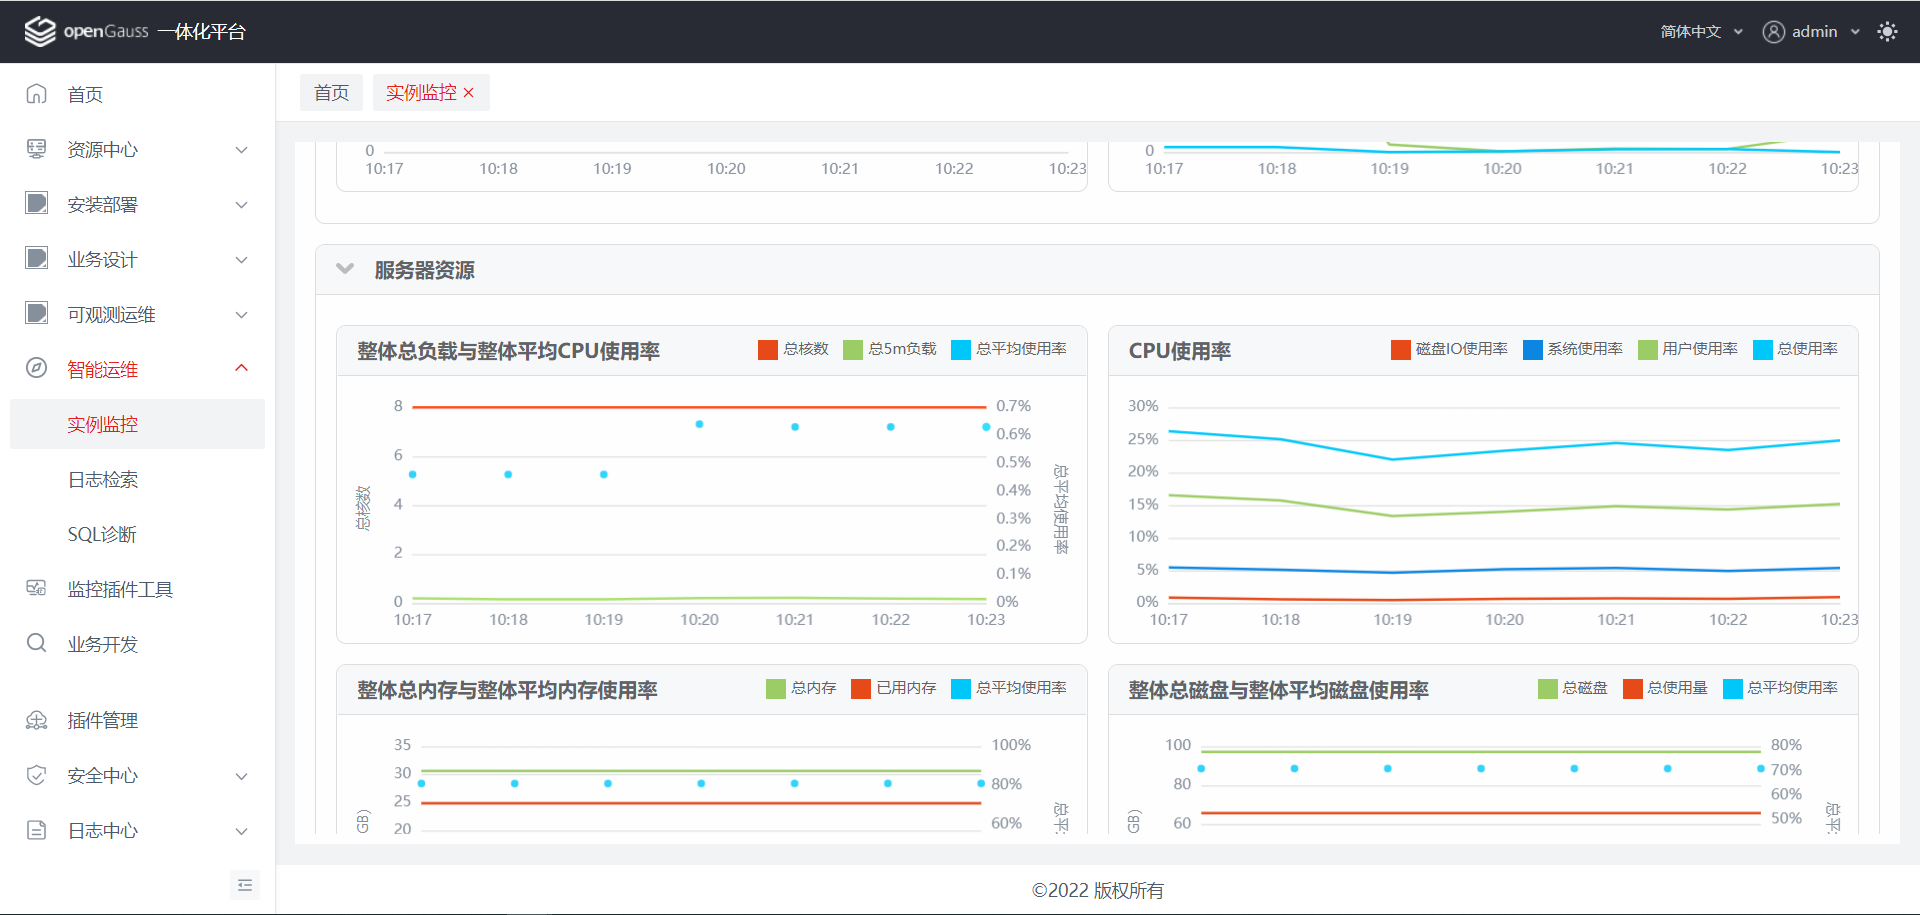 openGauss 一体化平台
简体中文
admin
首页
资源中心
安装部署
业务设计
可观测运维
智能运维
实例监控
日志检索
SQL诊断
监控插件工具
业务开发
插件管理
安全中心
日志中心
首页
实例监控 ×
0
10:17 10:18 10:19 10:20 10:21 10:22 10:23
0
10:17 10:18 10:19 10:20 10:21 10:22 10:23
服务器资源
整体总负载与整体平均CPU使用率
总核数 总5m负载 总平均使用率
8
6
4
2
0
总核数
0.7%
0.6%
0.5%
0.4%
0.3%
0.2%
0.1%
0%
总平均使用率
10:17 10:18 10:19 10:20 10:21 10:22 10:23
CPU使用率
磁盘IO使用率 系统使用率 用户使用率 总使用率
30%
25%
20%
15%
10%
5%
0%
10:17 10:18 10:19 10:20 10:21 10:22 10:23
整体总内存与整体平均内存使用率
总内存 已用内存 总平均使用率
35
30
25
20
GB)
100%
80%
60%
总平
整体总磁盘与整体平均磁盘使用率
总磁盘 总使用量 总平均使用率
100
80
60
GB)
80%
70%
60%
50%
总平
©2022 版权所有